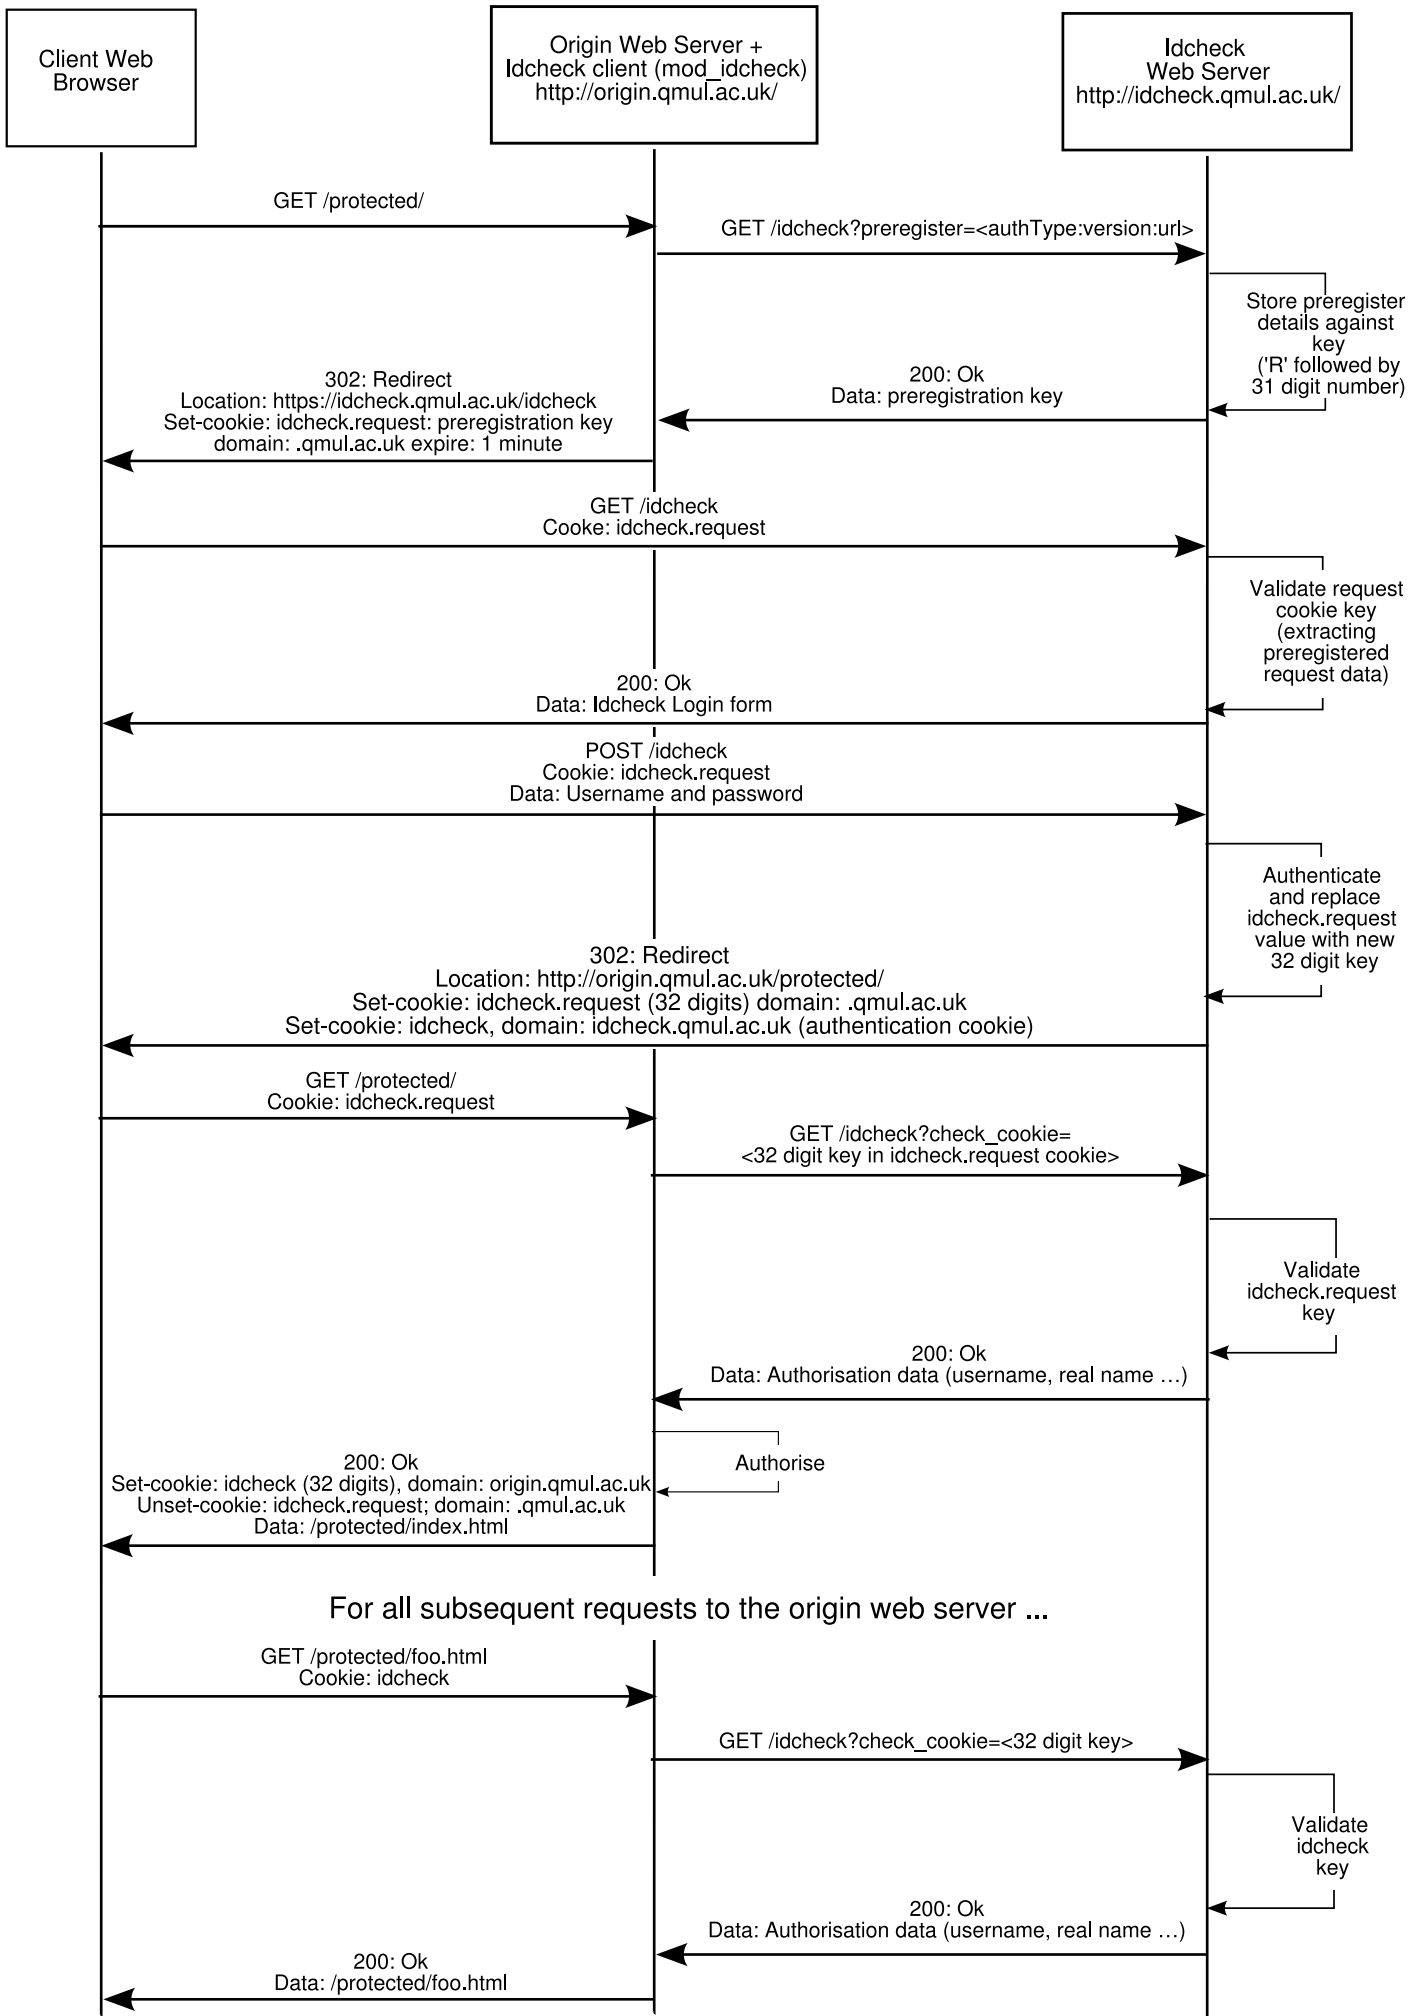 Client Web
Browser
Origin Web Server +
Idcheck client (mod_idcheck)
http://origin.qmul.ac.uk/
Idcheck
Web Server
http://idcheck.qmul.ac.uk/
GET /protected/
GET /idcheck?preregister=<authType:version:url>
Store preregister
details against
key
('R' followed by
31 digit number)
200: Ok
Data: preregistration key
302: Redirect
Location: https://idcheck.qmul.ac.uk/idcheck
Set-cookie: idcheck.request: preregistration key
domain: .qmul.ac.uk expire: 1 minute
GET /idcheck
Cooke: idcheck.request
Validate request
cookie key
(extracting
preregistered
request data)
200: Ok
Data: Idcheck Login form
POST /idcheck
Cookie: idcheck.request
Data: Username and password
Authenticate
and replace
idcheck.request
value with new
32 digit key
302: Redirect
Location: http://origin.qmul.ac.uk/protected/
Set-cookie: idcheck.request (32 digits) domain: .qmul.ac.uk
Set-cookie: idcheck, domain: idcheck.qmul.ac.uk (authentication cookie)
GET /protected/
Cookie: idcheck.request
GET /idcheck?check_cookie=
<32 digit key in idcheck.request cookie>
Validate
idcheck.request
key
200: Ok
Data: Authorisation data (username, real name …)
Authorise
200: Ok
Set-cookie: idcheck (32 digits), domain: origin.qmul.ac.uk
Unset-cookie: idcheck.request; domain: .qmul.ac.uk
Data: /protected/index.html
For all subsequent requests to the origin web server ...
GET /protected/foo.html
Cookie: idcheck
GET /idcheck?check_cookie=<32 digit key>
Validate
idcheck
key
200: Ok
Data: Authorisation data (username, real name …)
200: Ok
Data: /protected/foo.html